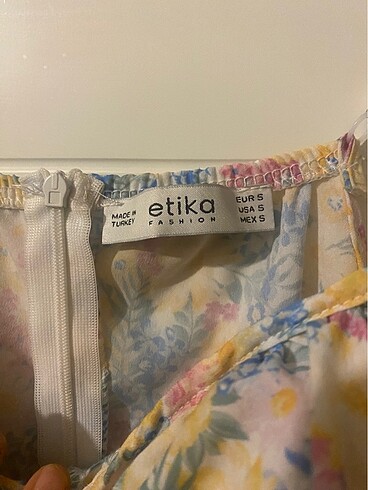 MADE IN
TURKEY
etika
FASHION
EUR S
USA S
MEX S